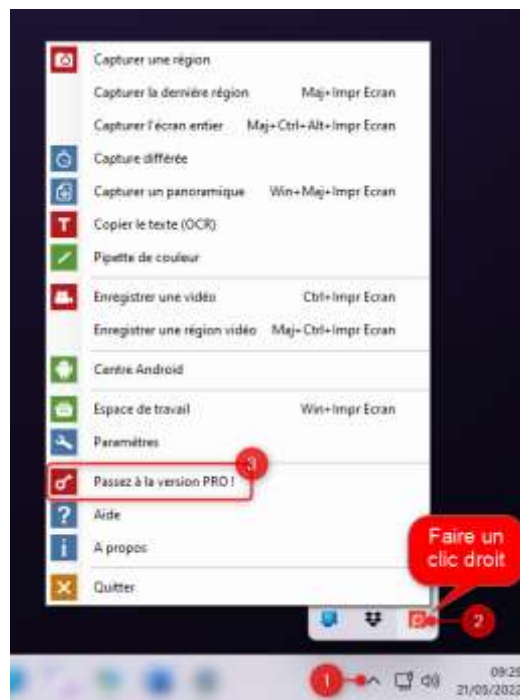 Capturer une région
Capturer la dernière région Maj+Impr Ecran
Capturer l'écran entier Maj+Ctrl+Alt+Impr Ecran
Capture différée
Capturer un panoramique Win+Maj+Impr Ecran
T Copier le texte (OCR)
Pipette de couleur
Enregistrer une vidéo Ctrl+Impr Ecran
Enregistrer une région vidéo Maj+Ctrl+Impr Ecran
Centre Android
Espace de travail Win+Impr Ecran
Paramètres
3
Passez à la version PRO !
? Aide
i A propos
Quitter
Faire un
clic droit
2
1
09:29